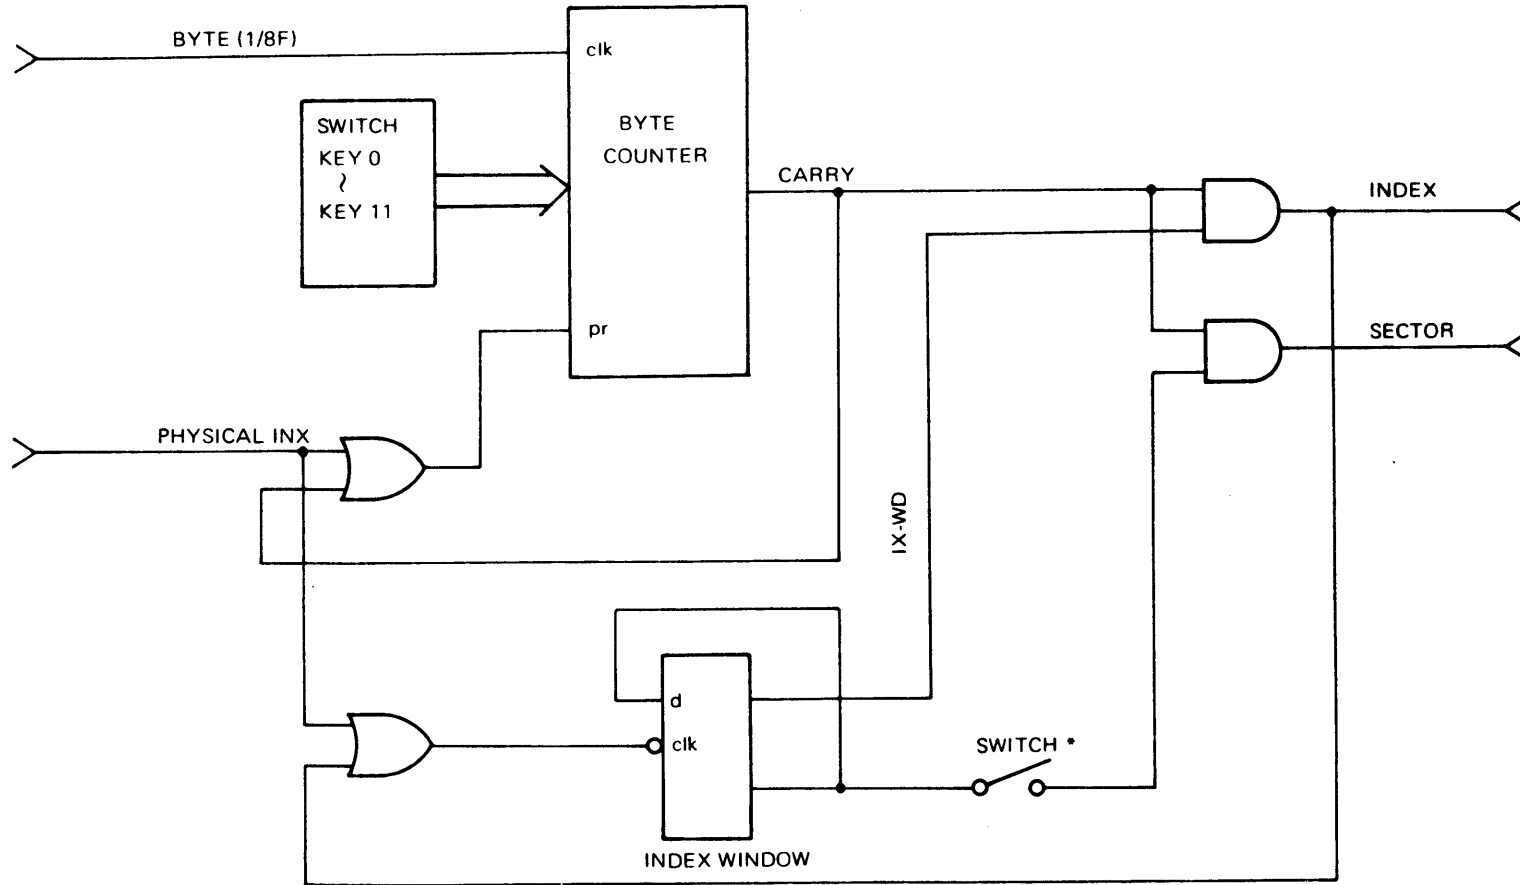 BYTE (1/8F)
clk
SWITCH
KEY 0
~
KEY 11
BYTE
COUNTER
CARRY
INDEX
pr
SECTOR
PHYSICAL INX
IX-WD
d
clk
SWITCH *
INDEX WINDOW